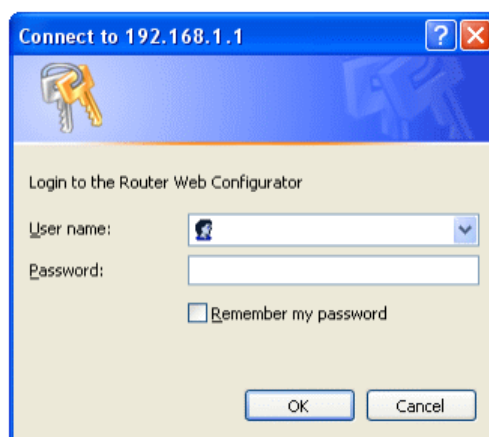 Connect to 192.168.1.1
Login to the Router Web Configurator
User name:
Password:
Remember my password
OK
Cancel